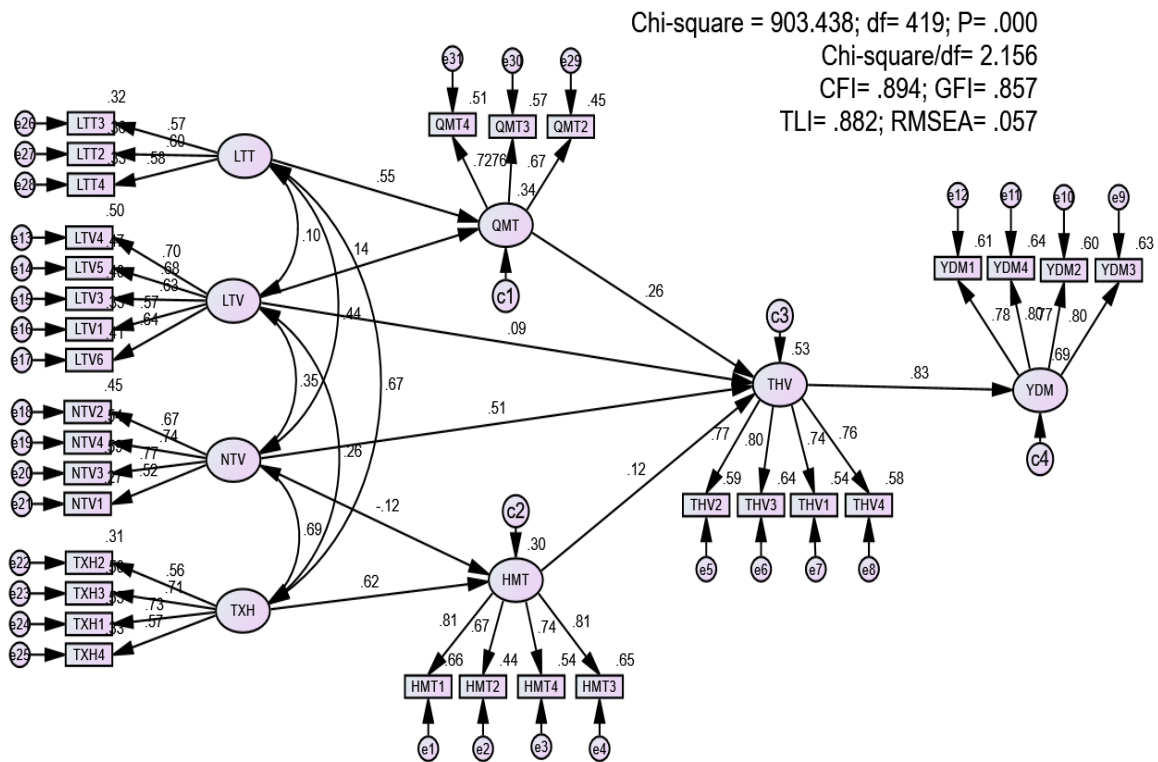 Chi-square = 903.438; df= 419; P= .000
Chi-square/df= 2.156
CFI= .894; GFI= .857
TLI= .882; RMSEA= .057
e31 e30 e29
.51 .57 .45
QMT4 QMT3 QMT2
.72 .76 .67
.34
QMT
c1
.32
e26 LTT3 .57
e27 LTT2 .60
e28 LTT4 .58
LTT
.55
.10
.14
.50
e13 LTV4 .70
e14 LTV5 .68
e15 LTV3 .63
e16 LTV1 .57
e17 LTV6 .64
LTV
.44
.09
.26
.35
.67
.45
e18 NTV2 .67
e19 NTV4 .74
e20 NTV3 .77
e21 NTV1 .52
NTV
.51
.26
-.12
.69
.31
e22 TXH2 .56
e23 TXH3 .71
e24 TXH1 .73
e25 TXH4 .57
TXH
.62
c2
.30
HMT
.12
.81 .67 .74 .81
.66 .44 .54 .65
HMT1 HMT2 HMT4 HMT3
e1 e2 e3 e4
c3
.53
THV
.83
.77 .80 .74 .76
.59 .64 .54 .58
THV2 THV3 THV1 THV4
e5 e6 e7 e8
e12 e11 e10 e9
.61 .64 .60 .63
YDM1 YDM4 YDM2 YDM3
.78 .80 .77 .80
.69
YDM
c4